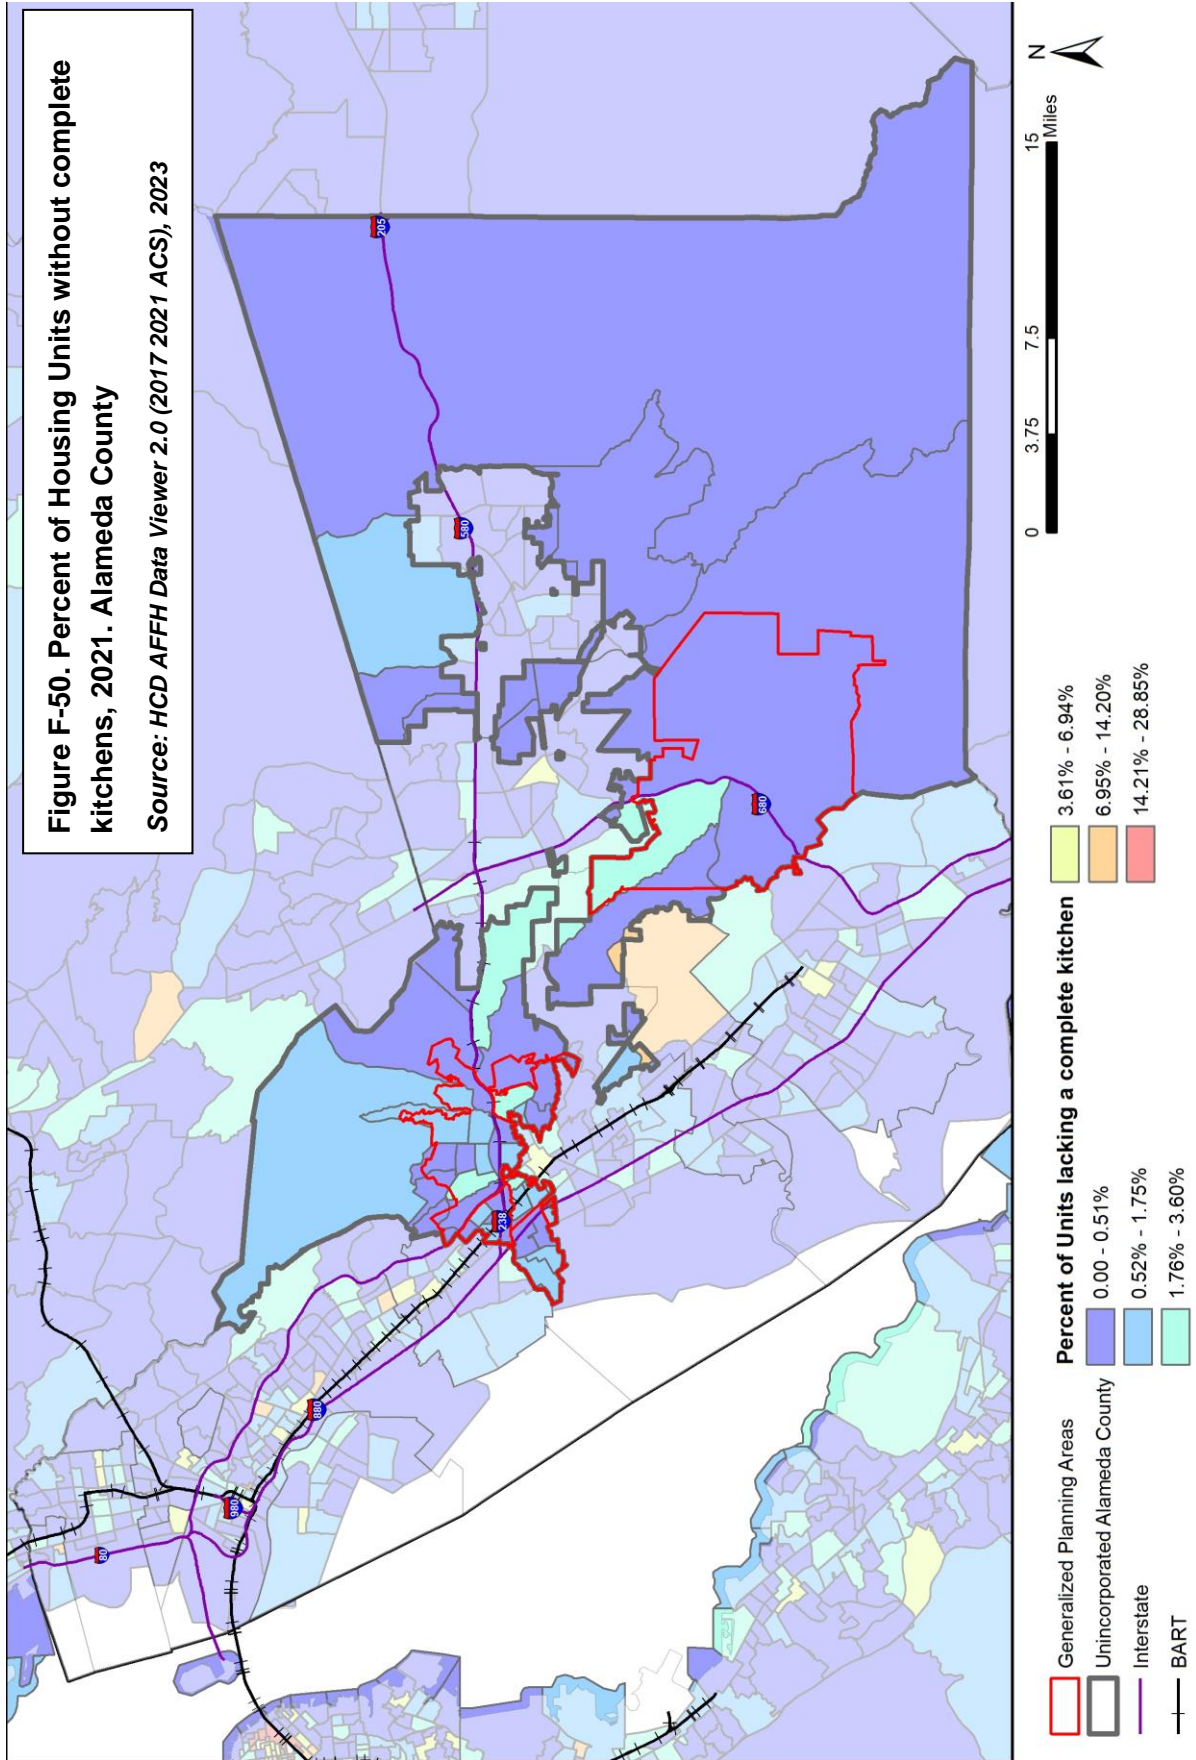 Figure F-50. Percent of Housing Units without complete
kitchens, 2021. Alameda County
Source: HCD AFFH Data Viewer 2.0 (2017 2021 ACS), 2023
80
980
880
238
580
205
680
N
0
3.75
7.5
15
Miles
Generalized Planning Areas
Unincorporated Alameda County
Interstate
BART
Percent of Units lacking a complete kitchen
0.00 - 0.51%
0.52% - 1.75%
1.76% - 3.60%
3.61% - 6.94%
6.95% - 14.20%
14.21% - 28.85%